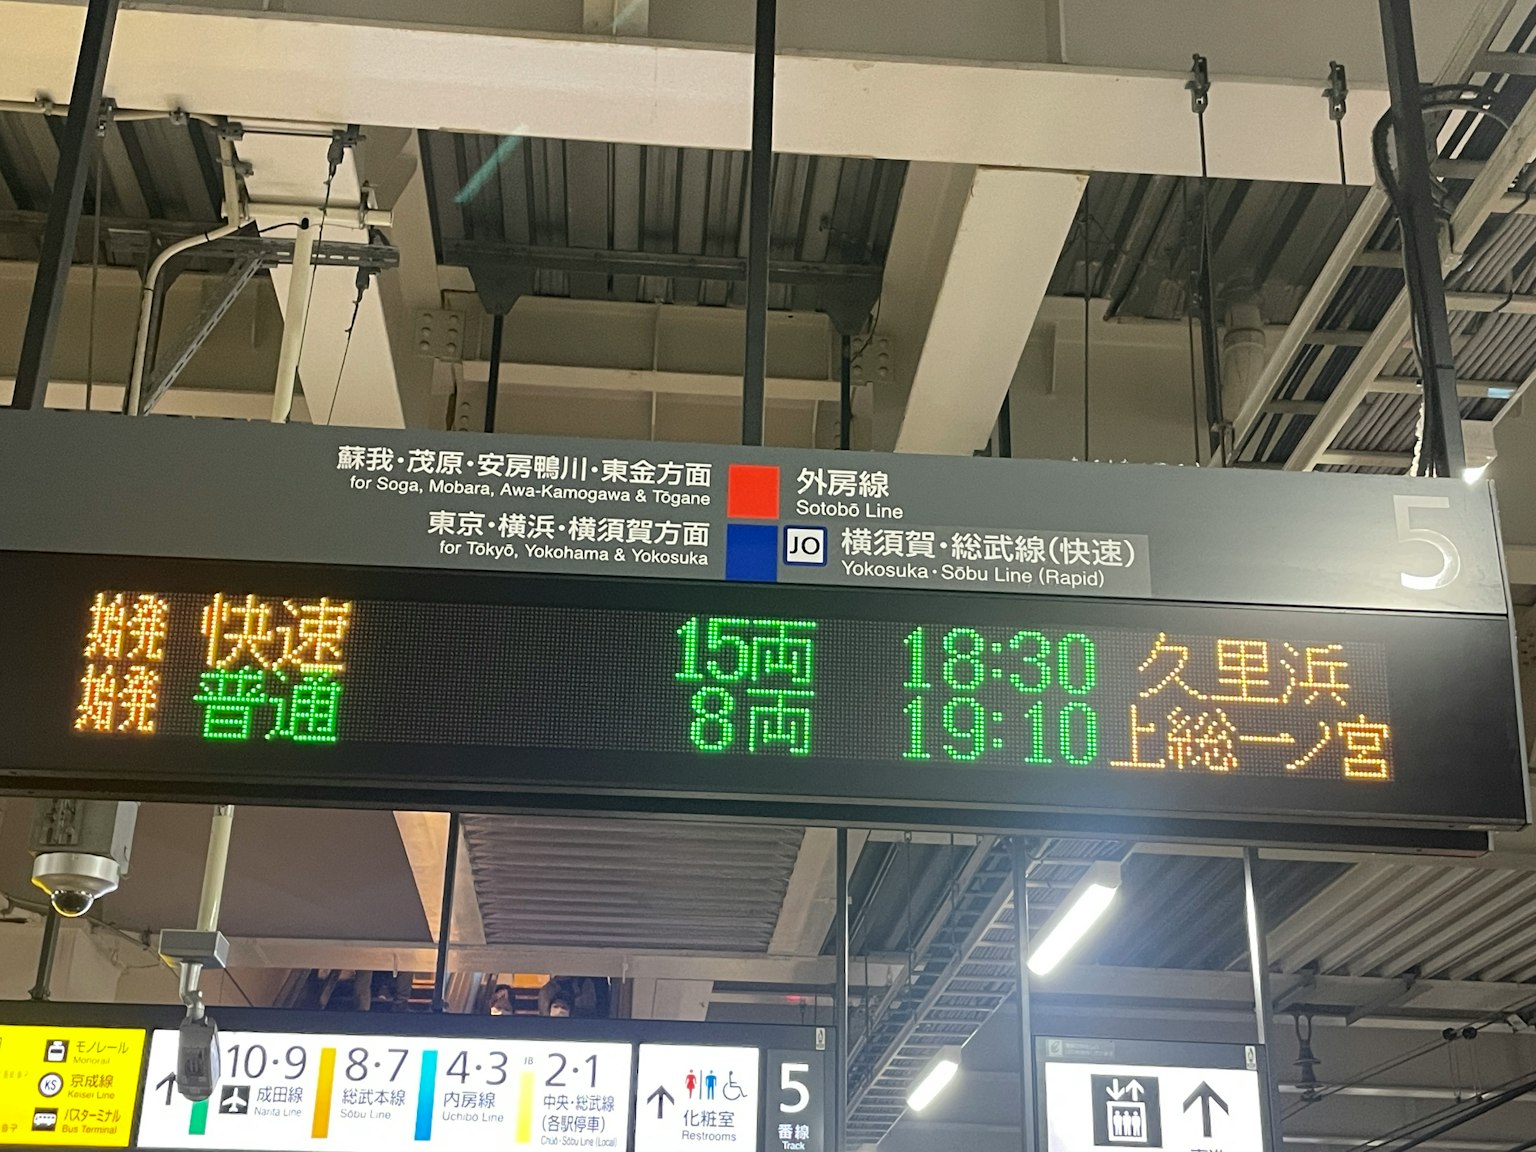 蘇我・茂原・安房鴨川・東金方面
for Soga, Mobara, Awa-Kamogawa & Tōgane
外房線
Sotobō Line
東京・横浜・横須賀方面
for Tōkyō, Yokohama & Yokosuka
JO 横須賀・総武線(快速)
Yokosuka・Sōbu Line (Rapid)
5
始発 快速 15両 18:30 久里浜
始発 普通 8両 19:10 上総一ノ宮
モノレール
Monorail
KS 京成線
Keisei Line
バスターミナル
Bus Terminal
10・9
成田線
Narita Line
8・7
総武本線
Sōbu Line
4・3
内房線
Uchibō Line
JB 2・1
中央・総武線
(各駅停車)
Chūō・Sōbu Line (Local)
化粧室
Restrooms
5
番線
Track